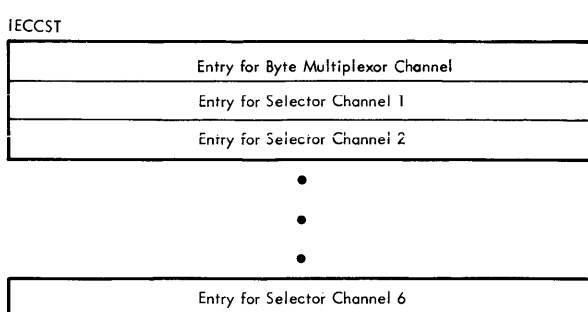 IECCST
Entry for Byte Multiplexor Channel
Entry for Selector Channel 1
Entry for Selector Channel 2
•
•
•
Entry for Selector Channel 6